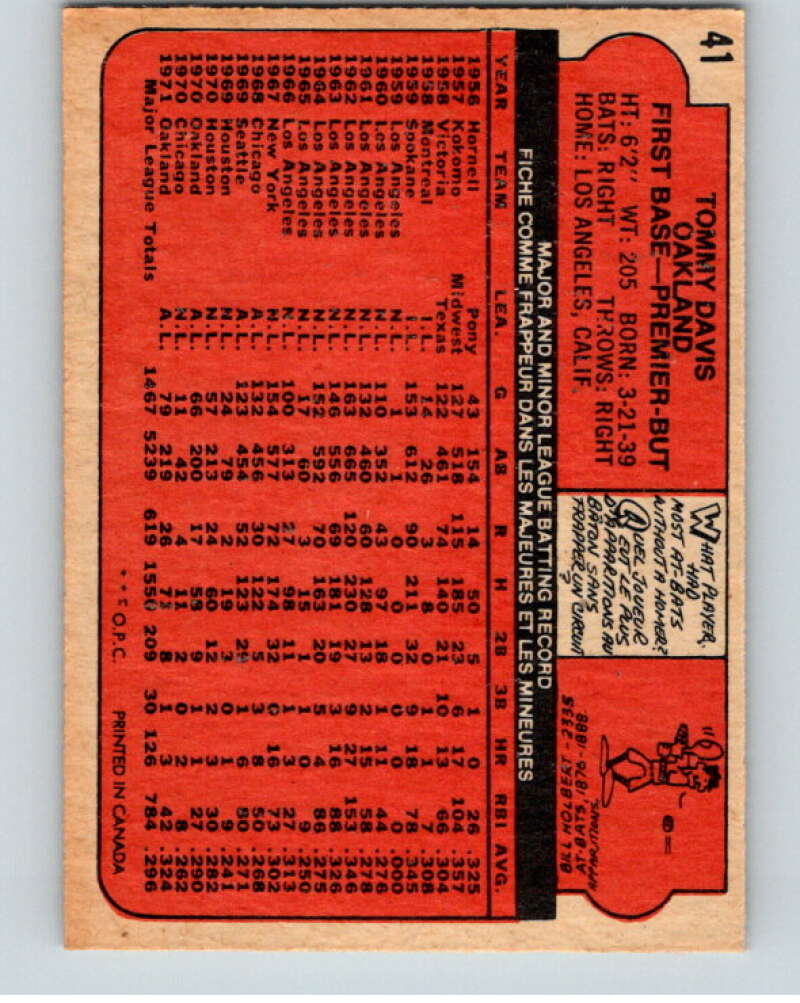 41
TOMMY DAVIS
OAKLAND
FIRST BASE—PREMIER-BUT
HT: 6'2" WT: 205 BORN: 3-21-39
BATS: RIGHT THROWS: RIGHT
HOME: LOS ANGELES, CALIF.
WHAT PLAYER
HAD
MOST AT-BATS
WITHOUT A HOMER?
QUEL JOUEUR
EUT LE PLUS
D'APPARITIONS AU
BATON SANS
FRAPPER UN CIRCUIT
?
BILL HOLBERT - 2335
AT-BATS, 1876-1888
MAJOR AND MINOR LEAGUE BATTING RECORD
FICHE COMME FRAPPEUR DANS LES MAJEURES ET LES MINEURES
YEAR TEAM LEA. G AB R H 2B 3B HR RBI AVG.
1956 Hornell Pony 43 154 14 50 5 1 0 26 .325
1957 Kokomo Midwest 127 518 115 185 23 6 17 104 .357
1958 Victoria Texas 122 461 74 140 21 10 13 66 .304
1958 Montreal I.L. 14 26 3 8 0 1 1 7 .308
1959 Spokane P.C. 153 612 90 211 32 9 18 78 .345
1959 Los Angeles N.L. 1 1 0 0 0 0 0 0 .000
1960 Los Angeles N.L. 110 352 43 97 18 1 11 44 .276
1961 Los Angeles N.L. 132 460 60 128 13 2 15 58 .278
1962 Los Angeles N.L. 163 665 120 230 27 9 27 153 .346
1963 Los Angeles N.L. 146 556 69 181 19 3 16 88 .326
1964 Los Angeles N.L. 152 592 70 163 20 5 14 86 .275
1965 Los Angeles N.L. 17 60 3 15 1 1 0 9 .250
1966 Los Angeles N.L. 100 313 27 98 11 1 3 27 .313
1967 New York N.L. 154 577 72 174 32 0 16 73 .302
1968 Chicago A.L. 132 456 30 122 5 3 8 50 .268
1969 Seattle A.L. 123 454 52 123 29 1 6 80 .271
1969 Houston N.L. 24 79 2 19 3 0 1 9 .241
1970 Houston N.L. 57 213 24 60 12 2 3 30 .282
1970 Oakland A.L. 66 200 17 58 9 1 1 27 .290
1970 Chicago N.L. 11 42 4 11 2 0 2 8 .262
1971 Oakland A.L. 79 219 26 71 8 1 3 42 .324
Major League Totals 1467 5239 619 1550 209 30 126 784 .296
O.P.C. PRINTED IN CANADA